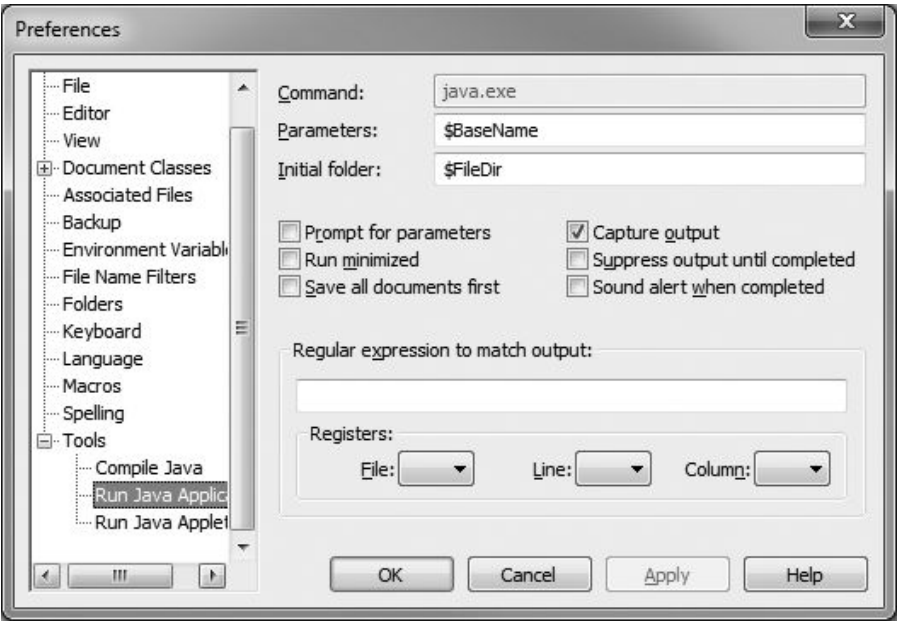 Preferences
File
Editor
View
Document Classes
Associated Files
Backup
Environment Variabl
File Name Filters
Folders
Keyboard
Language
Macros
Spelling
Tools
Compile Java
Run Java Applic
Run Java Applet
Command: java.exe
Parameters: $BaseName
Initial folder: $FileDir
Prompt for parameters
Run minimized
Save all documents first
Capture output
Suppress output until completed
Sound alert when completed
Regular expression to match output:
Registers:
File: Line: Column:
OK Cancel Apply Help